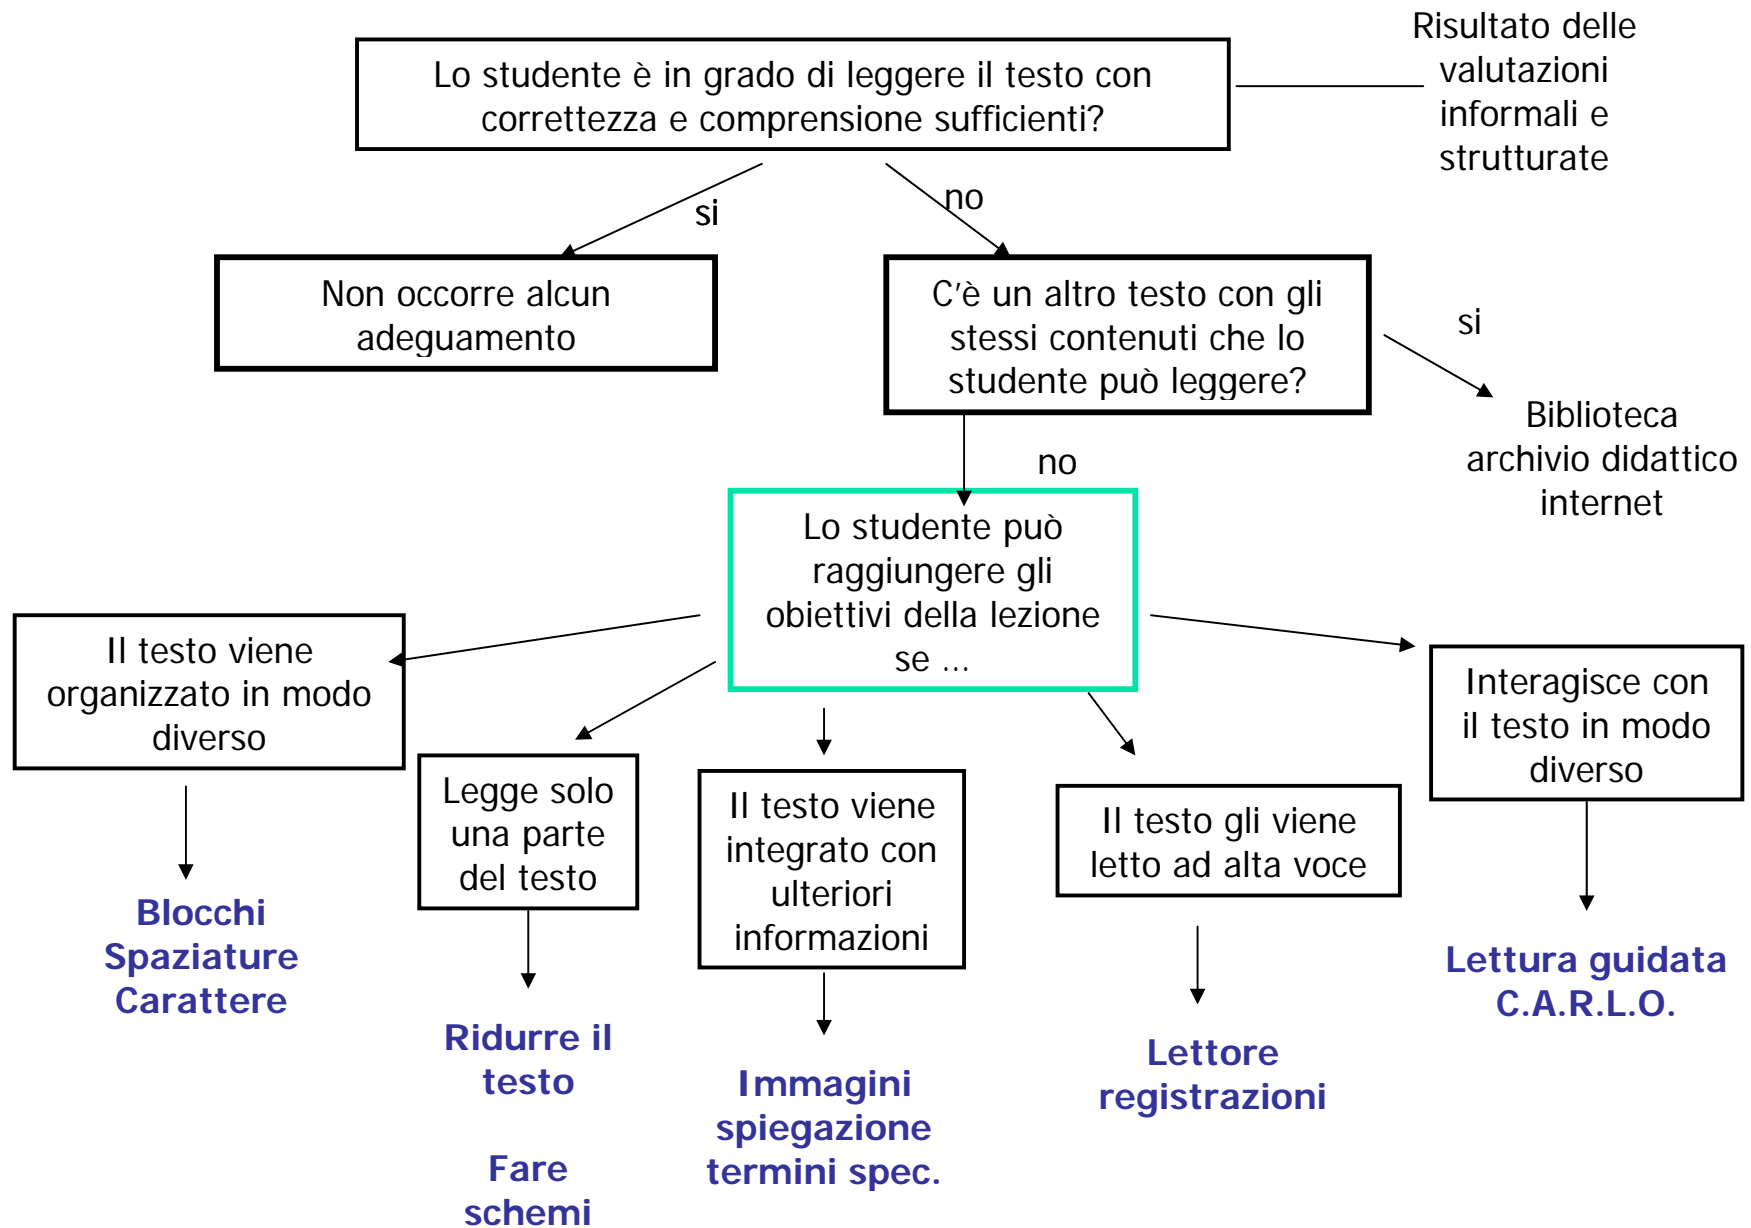 Risultato delle
valutazioni
informali e
strutturate
Lo studente è in grado di leggere il testo con
correttezza e comprensione sufficienti?
si
no
Non occorre alcun
adeguamento
C'è un altro testo con gli
stessi contenuti che lo
studente può leggere?
si
Biblioteca
archivio didattico
internet
no
Lo studente può
raggiungere gli
obiettivi della lezione
se ...
Il testo viene
organizzato in modo
diverso
Legge solo
una parte
del testo
Il testo viene
integrato con
ulteriori
informazioni
Il testo gli viene
letto ad alta voce
Interagisce con
il testo in modo
diverso
Blocchi
Spaziature
Carattere
Ridurre il
testo
Fare
schemi
Immagini
spiegazione
termini spec.
Lettore
registrazioni
Lettura guidata
C.A.R.L.O.